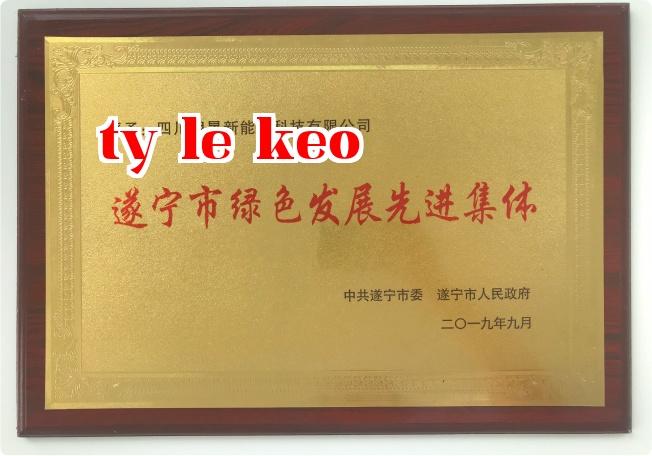 四川 新能 科技有限公司
ty le keo
遂宁市绿色发展先进集体
中共遂宁市委 遂宁市人民政府
二〇一九年九月